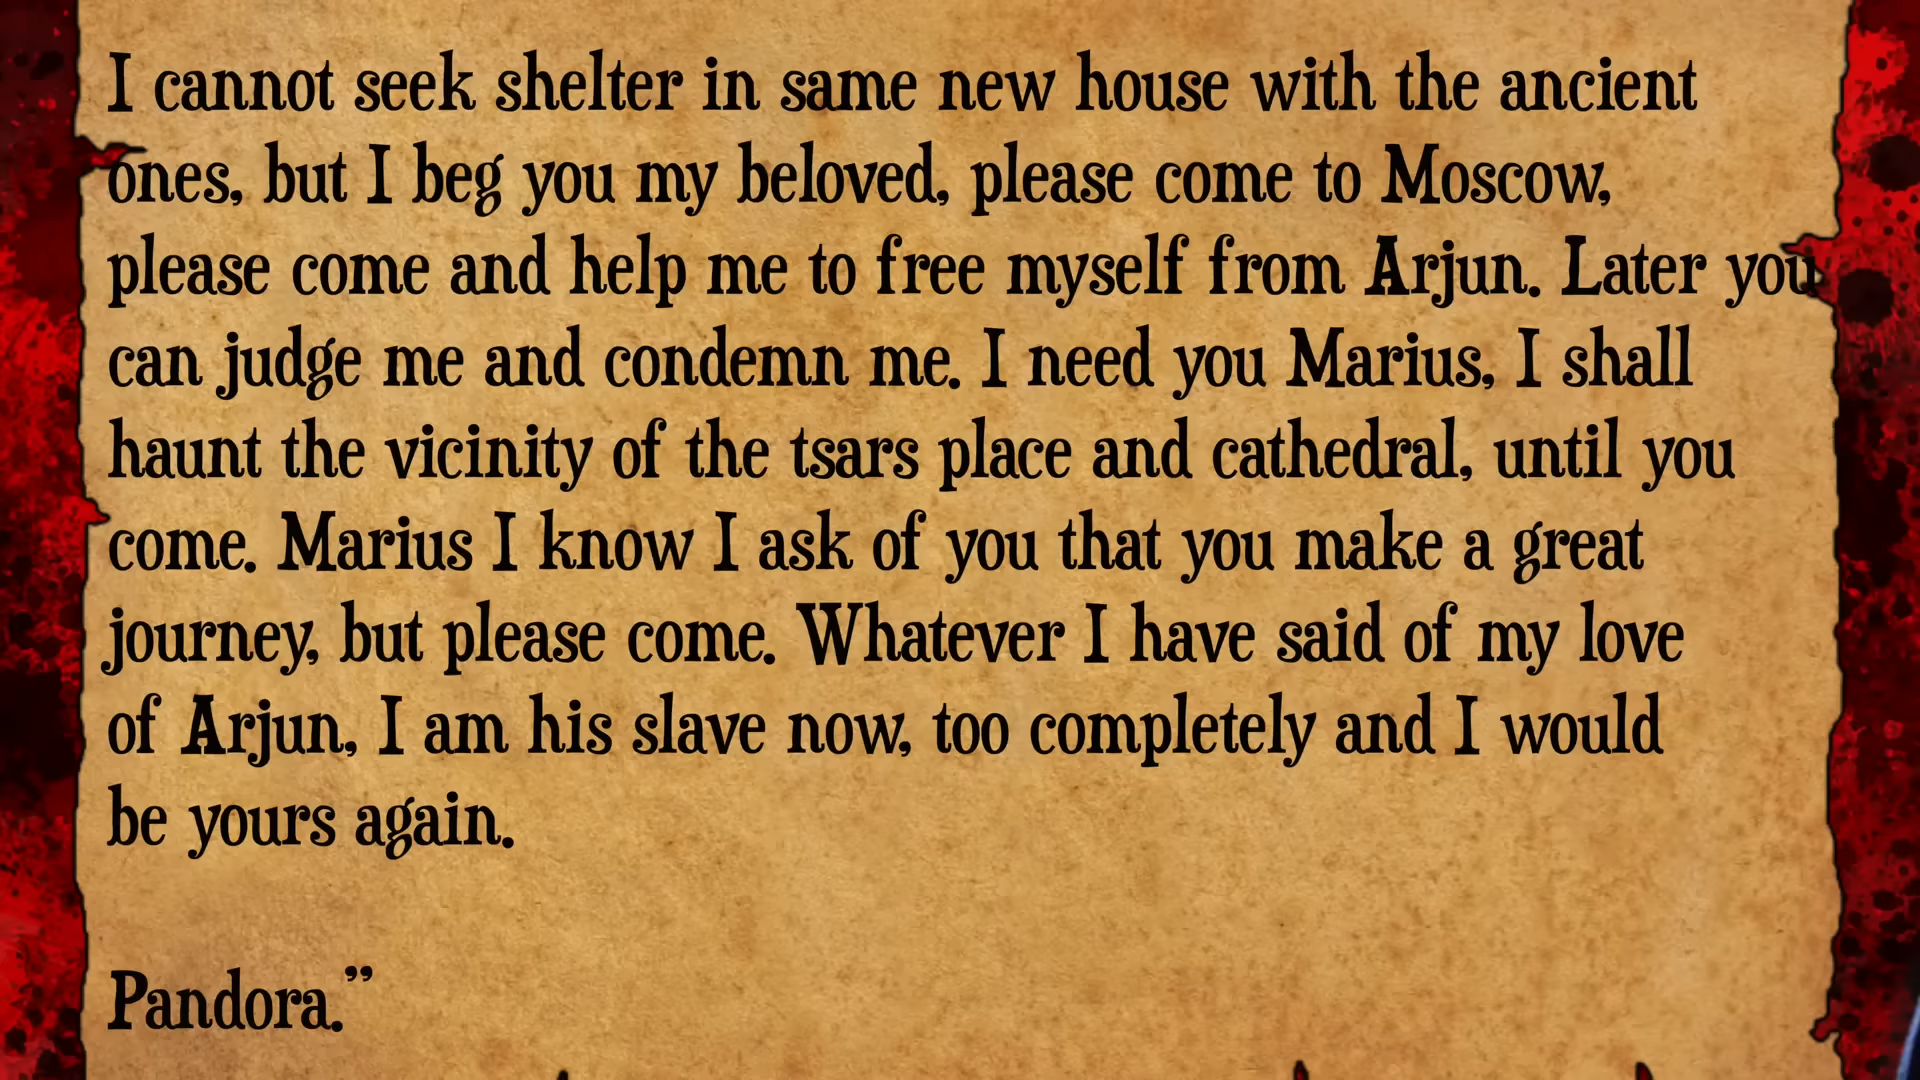 I cannot seek shelter in same new house with the ancient
ones, but I beg you my beloved, please come to Moscow,
please come and help me to free myself from Arjun. Later you
can judge me and condemn me. I need you Marius, I shall
haunt the vicinity of the tsars place and cathedral, until you
come. Marius I know I ask of you that you make a great
journey, but please come. Whatever I have said of my love
of Arjun, I am his slave now, too completely and I would
be yours again.
Pandora.”